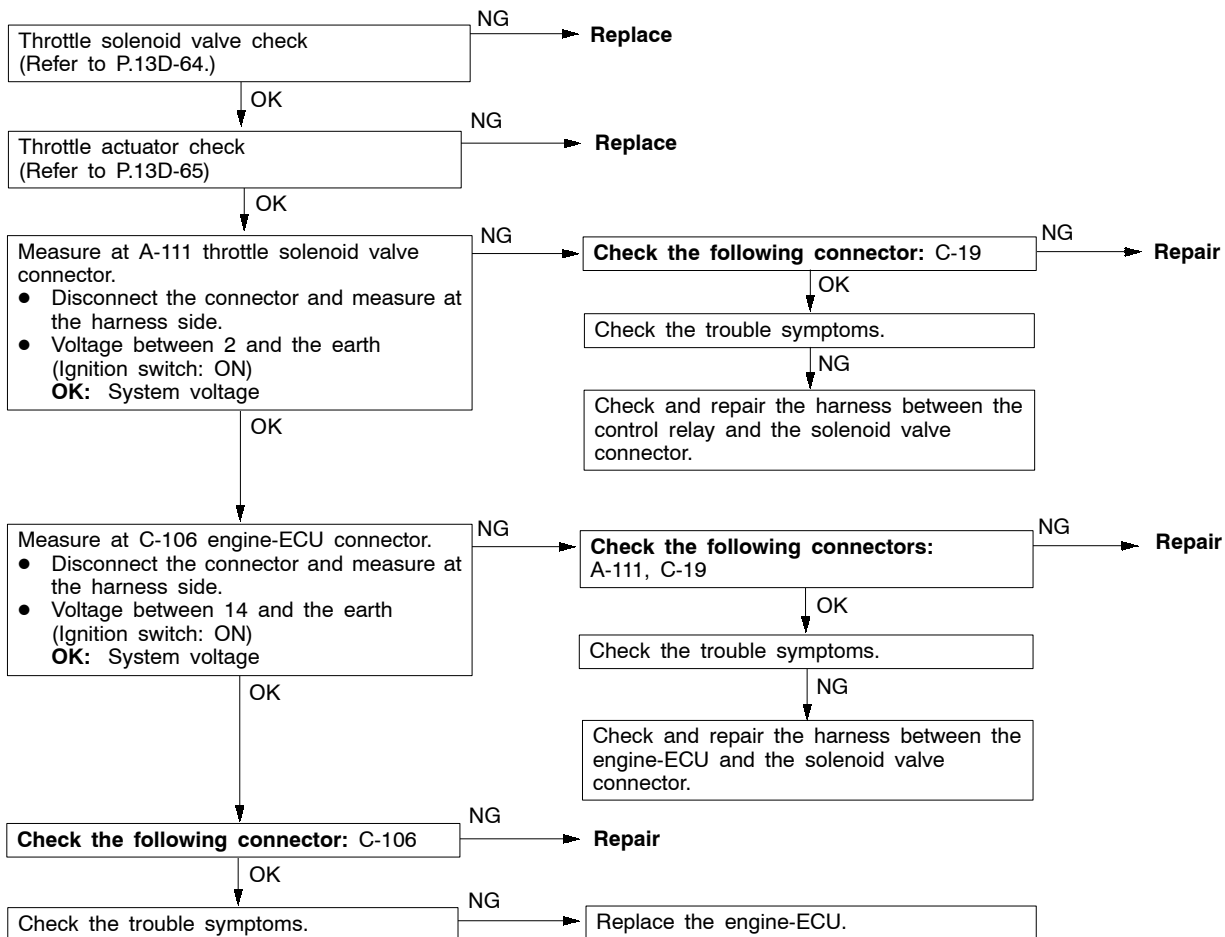 Throttle solenoid valve check
(Refer to P.13D-64.)
NG
Replace
OK
Throttle actuator check
(Refer to P.13D-65)
NG
Replace
OK
Measure at A-111 throttle solenoid valve
connector.
● Disconnect the connector and measure at
the harness side.
● Voltage between 2 and the earth
(Ignition switch: ON)
OK: System voltage
NG
Check the following connector: C-19
NG
Repair
OK
Check the trouble symptoms.
NG
Check and repair the harness between the
control relay and the solenoid valve
connector.
OK
Measure at C-106 engine-ECU connector.
● Disconnect the connector and measure at
the harness side.
● Voltage between 14 and the earth
(Ignition switch: ON)
OK: System voltage
NG
Check the following connectors:
A-111, C-19
NG
Repair
OK
Check the trouble symptoms.
NG
Check and repair the harness between the
engine-ECU and the solenoid valve
connector.
OK
Check the following connector: C-106
NG
Repair
OK
Check the trouble symptoms.
NG
Replace the engine-ECU.